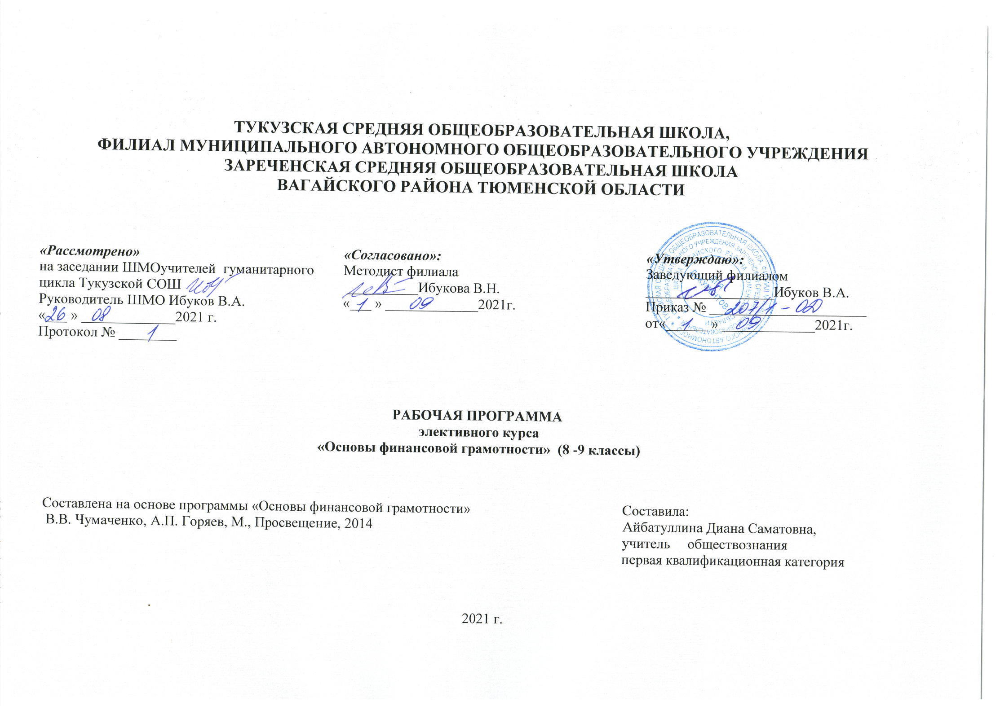 ТУКУЗСКАЯ СРЕДНЯЯ ОБЩЕОБРАЗОВАТЕЛЬНАЯ ШКОЛА,
ФИЛИАЛ МУНИЦИПАЛЬНОГО АВТОНОМНОГО ОБЩЕОБРАЗОВАТЕЛЬНОГО УЧРЕЖДЕНИЯ
ЗАРЕЧЕНСКАЯ СРЕДНЯЯ ОБЩЕОБРАЗОВАТЕЛЬНАЯ ШКОЛА
ВАГАЙСКОГО РАЙОНА ТЮМЕНСКОЙ ОБЛАСТИ
«Рассмотрено»
на заседании ШМОучителей гуманитарного
цикла Тукузской СОШ
Руководитель ШМО Ибуков В.А.
«26» 08 2021 г.
Протокол № 1
«Согласовано»:
Методист филиала
Ибукова В.Н.
«1» 09 2021г.
«Утверждаю»:
Заведующий филиалом
Ибуков В.А.
Приказ № 207/1-ОД
от«1» 09 2021г.
ДЛЯ
ДОКУМЕНТОВ
РАБОЧАЯ ПРОГРАММА
элективного курса
«Основы финансовой грамотности» (8 -9 классы)
Составлена на основе программы «Основы финансовой грамотности»
В.В. Чумаченко, А.П. Горяев, М., Просвещение, 2014
Составила:
Айбатуллина Диана Саматовна,
учитель обществознания
первая квалификационная категория
2021 г.